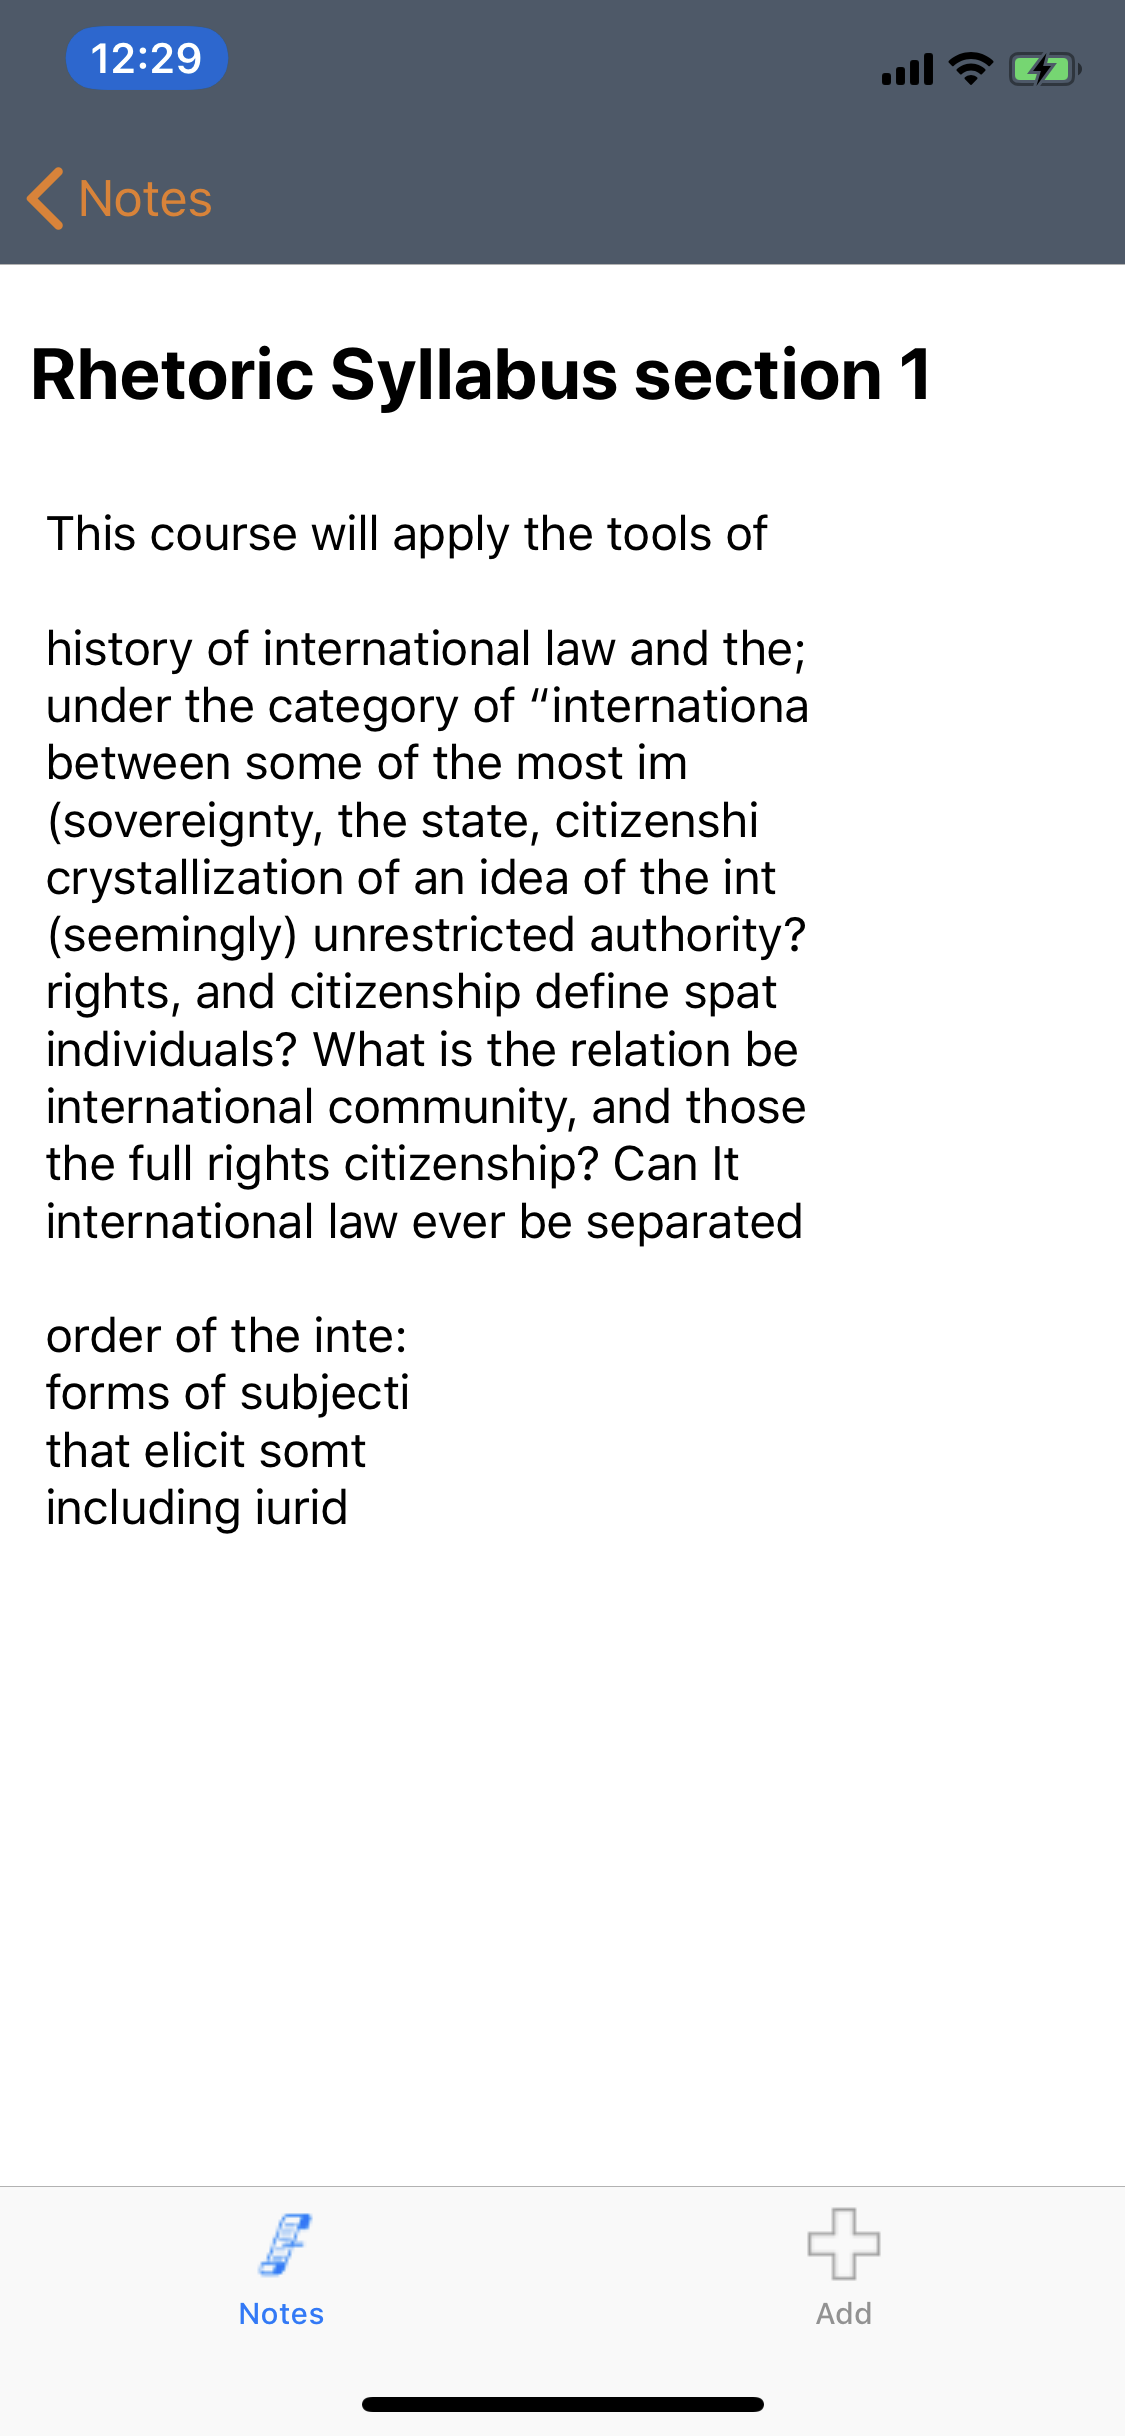 12:29
Notes
Rhetoric Syllabus section 1
This course will apply the tools of
history of international law and the;
under the category of “internationa
between some of the most im
(sovereignty, the state, citizenshi
crystallization of an idea of the int
(seemingly) unrestricted authority?
rights, and citizenship define spat
individuals? What is the relation be
international community, and those
the full rights citizenship? Can It
international law ever be separated
order of the inte:
forms of subjecti
that elicit somt
including iurid
Notes
Add